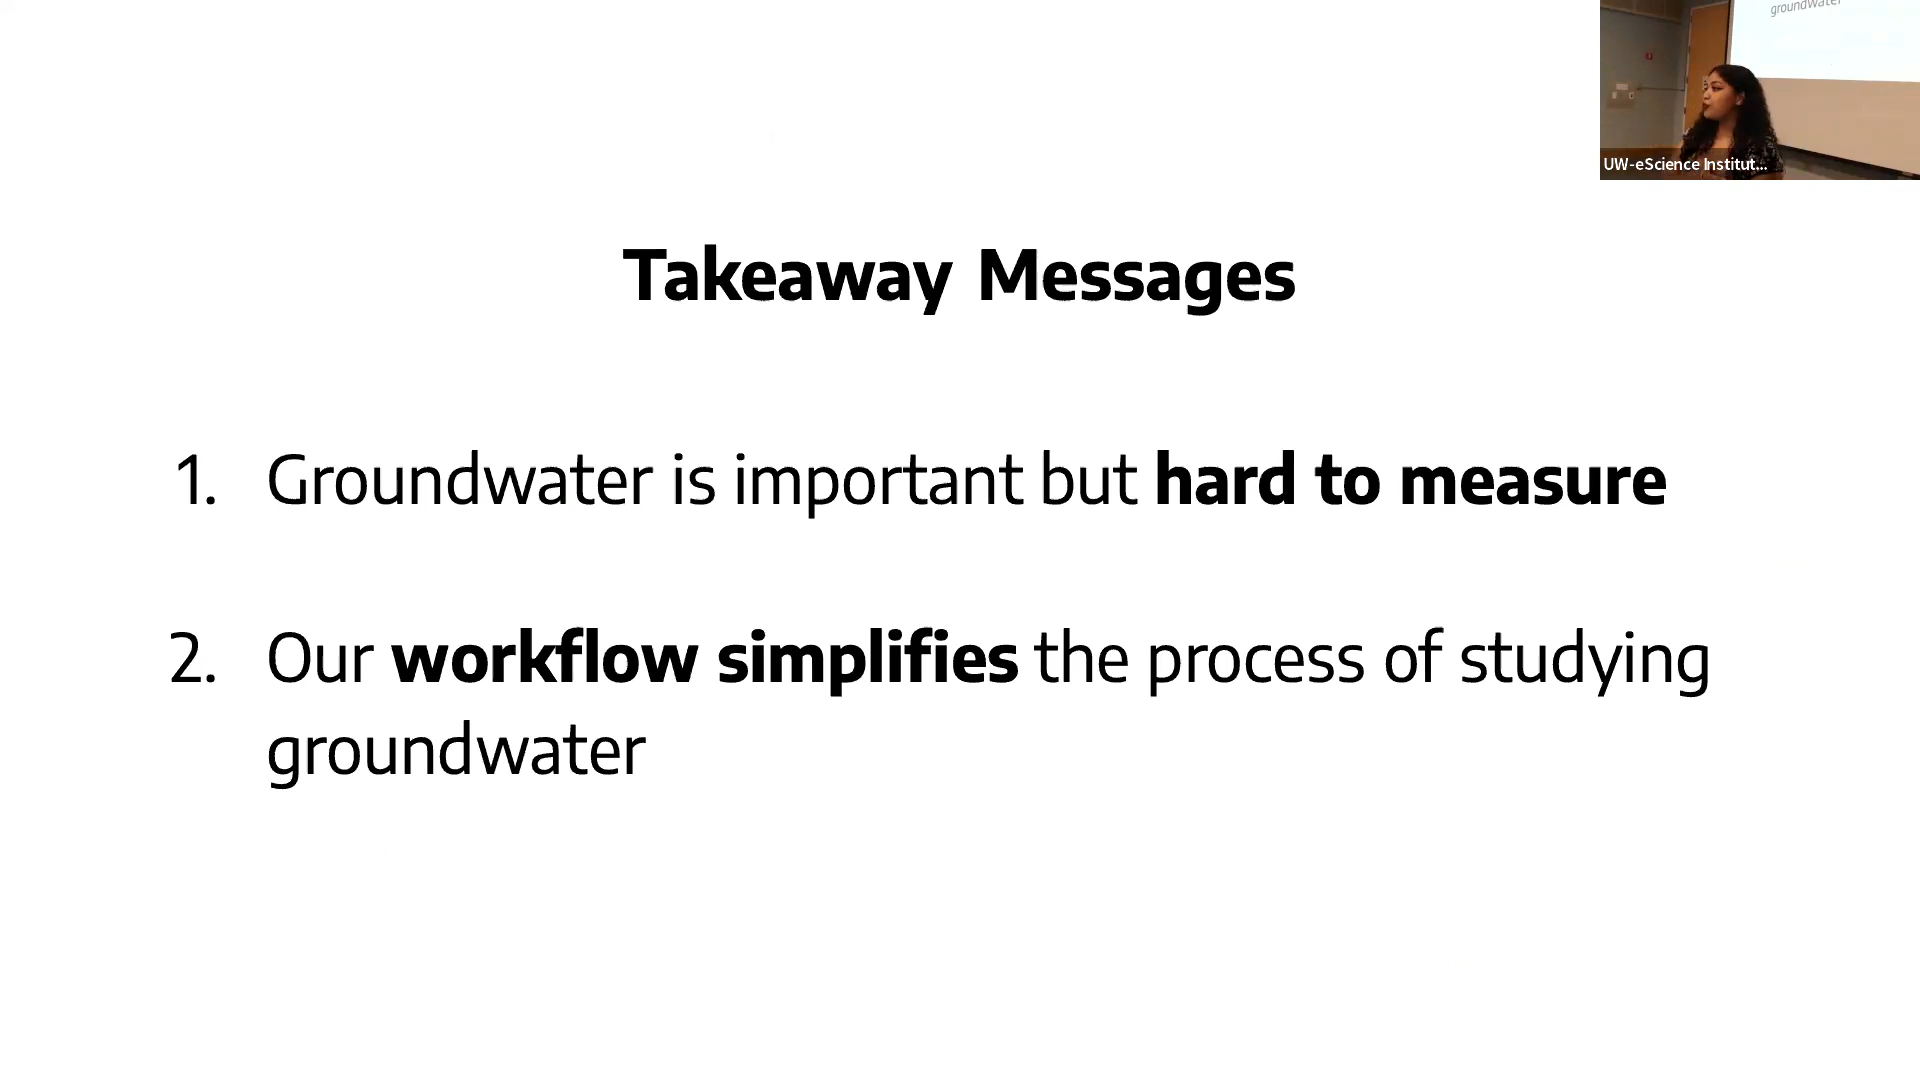 groundwater
UW-eScience Institut...
Takeaway Messages
1. Groundwater is important but hard to measure
2. Our workflow simplifies the process of studying
groundwater